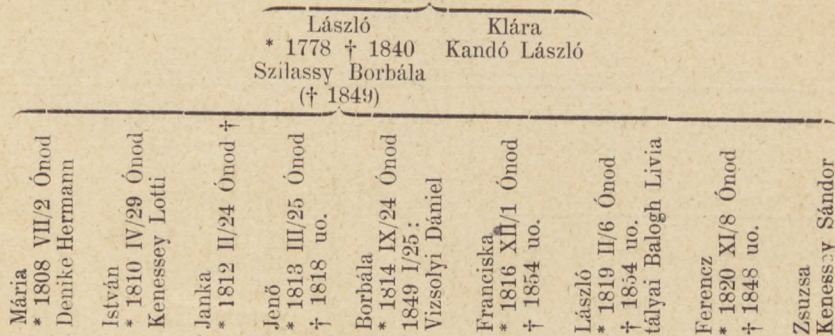 László
* 1778 † 1840
Szilassy Borbála
(† 1849)
Klára
Kandó László
Mária
* 1808 VII/2 Ónod
Denike Hermann
István
* 1810 IV/29 Ónod
Kenessey Lotti
Janka
* 1812 II/24 Ónod †
Jenő
* 1813 III/25 Ónod
† 1818 uo.
Borbála
* 1814 IX/24 Ónod
1849 I/25:
Vizsolyi Dániel
Franciska
* 1816 XII/1 Ónod
† 1854 uo.
László
* 1819 II/6 Ónod
† 1854 uo.
tályai Balogh Livia
Ferencz
* 1820 XI/8 Ónod
† 1848 uo.
Zsuzsa
Kenessey Sándor